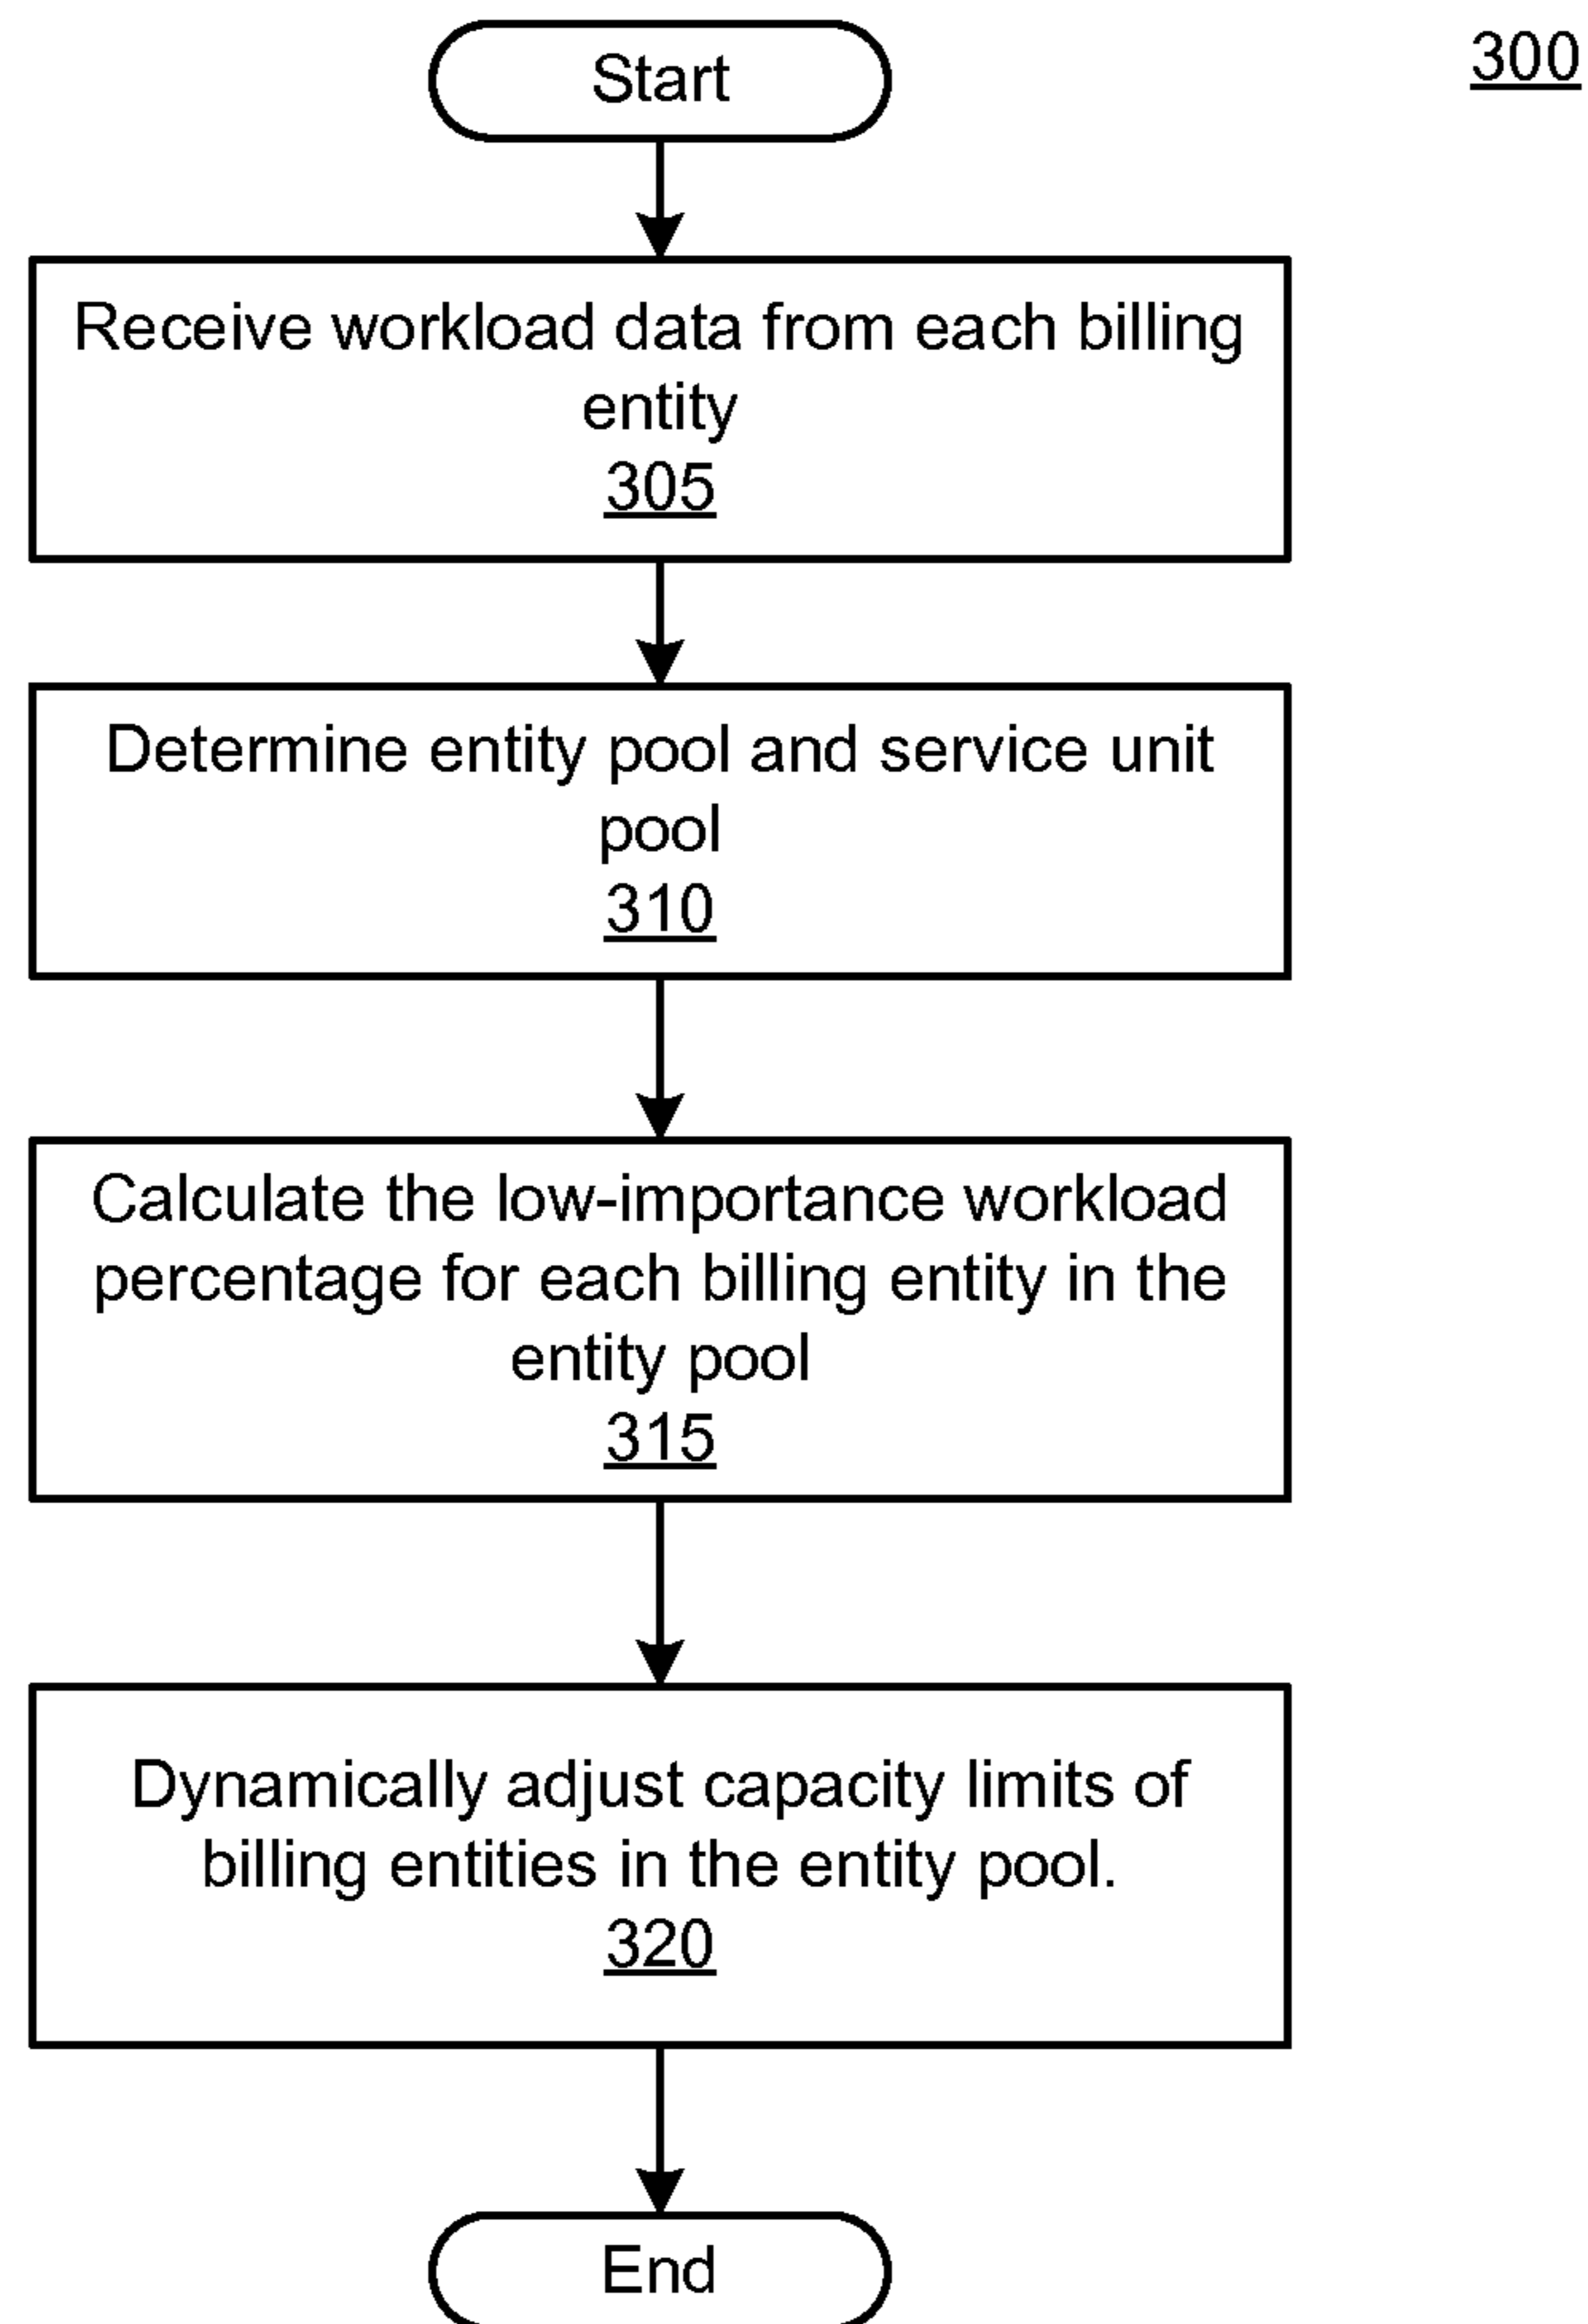 Start
300
Receive workload data from each billing
entity
305
Determine entity pool and service unit
pool
310
Calculate the low-importance workload
percentage for each billing entity in the
entity pool
315
Dynamically adjust capacity limits of
billing entities in the entity pool.
320
End